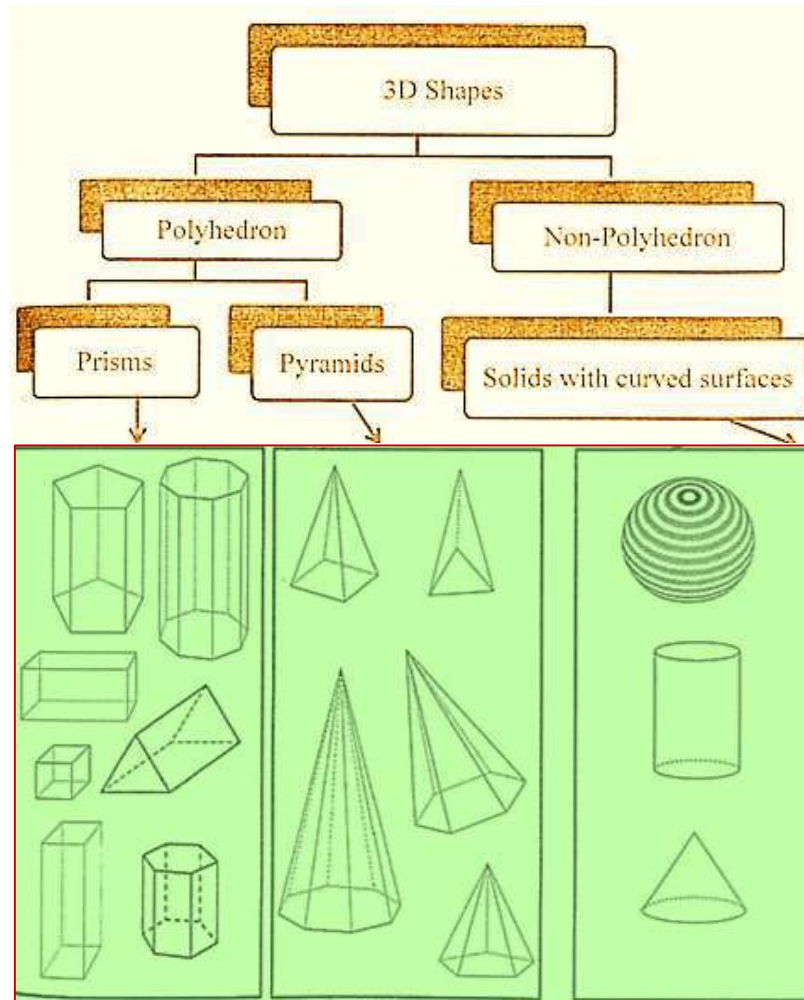 3D Shapes
Polyhedron
Non-Polyhedron
Prisms
Pyramids
Solids with curved surfaces